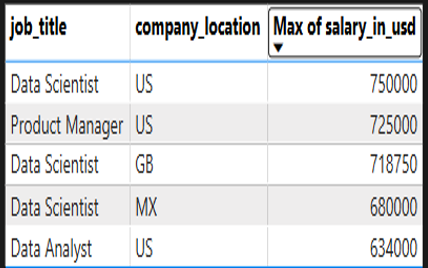 job_title company_location Max of salary_in_usd
Data Scientist US 750000
Product Manager US 725000
Data Scientist GB 718750
Data Scientist MX 680000
Data Analyst US 634000